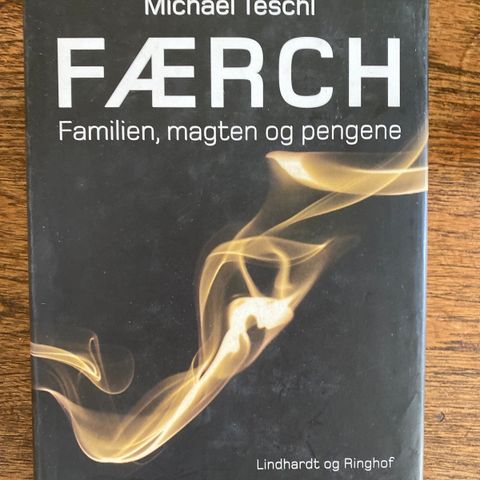 Michael Teschl
FÆRCH
Familien, magten og pengene
Lindhardt og Ringhof